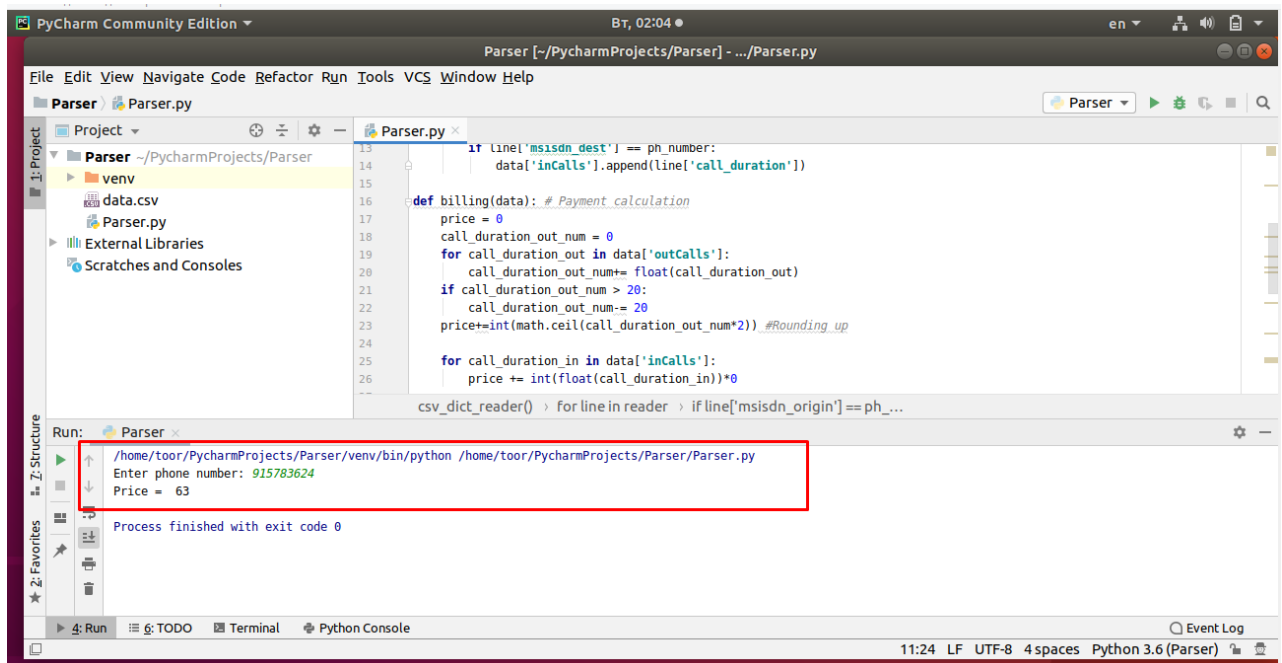 PyCharm Community Edition
Вт, 02:04
en
Parser [~/PycharmProjects/Parser] - .../Parser.py
File Edit View Navigate Code Refactor Run Tools VCS Window Help
Parser Parser.py
Parser
Project
Parser.py
1: Project
Parser ~/PycharmProjects/Parser
venv
data.csv
Parser.py
External Libraries
Scratches and Consoles
13 if line['msisdn_dest'] == ph_number:
14 data['inCalls'].append(line['call_duration'])
15
16 def billing(data): # Payment calculation
17 price = 0
18 call_duration_out_num = 0
19 for call_duration_out in data['outCalls']:
20 call_duration_out_num+= float(call_duration_out)
21 if call_duration_out_num > 20:
22 call_duration_out_num-= 20
23 price+=int(math.ceil(call_duration_out_num*2)) #Rounding up
24
25 for call_duration_in in data['inCalls']:
26 price += int(float(call_duration_in))*0
csv_dict_reader() › for line in reader › if line['msisdn_origin'] == ph_...
7: Structure
2: Favorites
Run: Parser
/home/toor/PycharmProjects/Parser/venv/bin/python /home/toor/PycharmProjects/Parser/Parser.py
Enter phone number: 915783624
Price =  63
Process finished with exit code 0
4: Run 6: TODO Terminal Python Console
Event Log
11:24 LF UTF-8 4 spaces Python 3.6 (Parser)